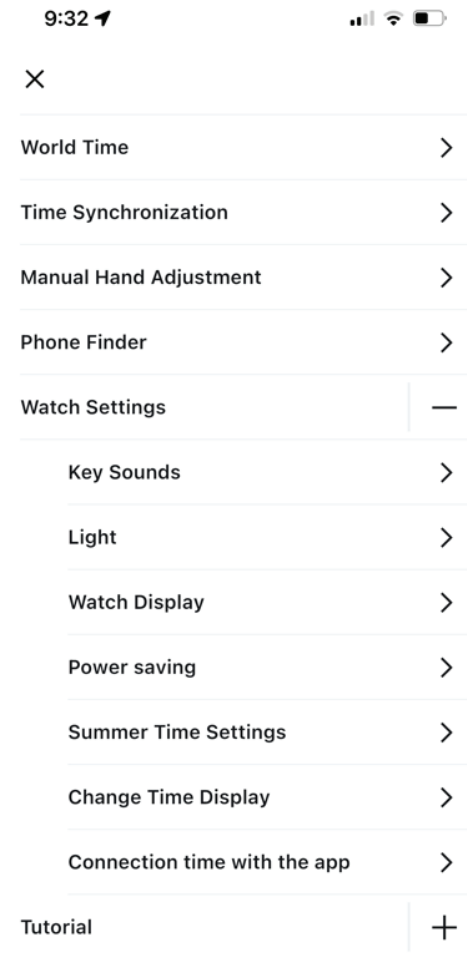 9:32
World Time
Time Synchronization
Manual Hand Adjustment
Phone Finder
Watch Settings
Key Sounds
Light
Watch Display
Power saving
Summer Time Settings
Change Time Display
Connection time with the app
Tutorial